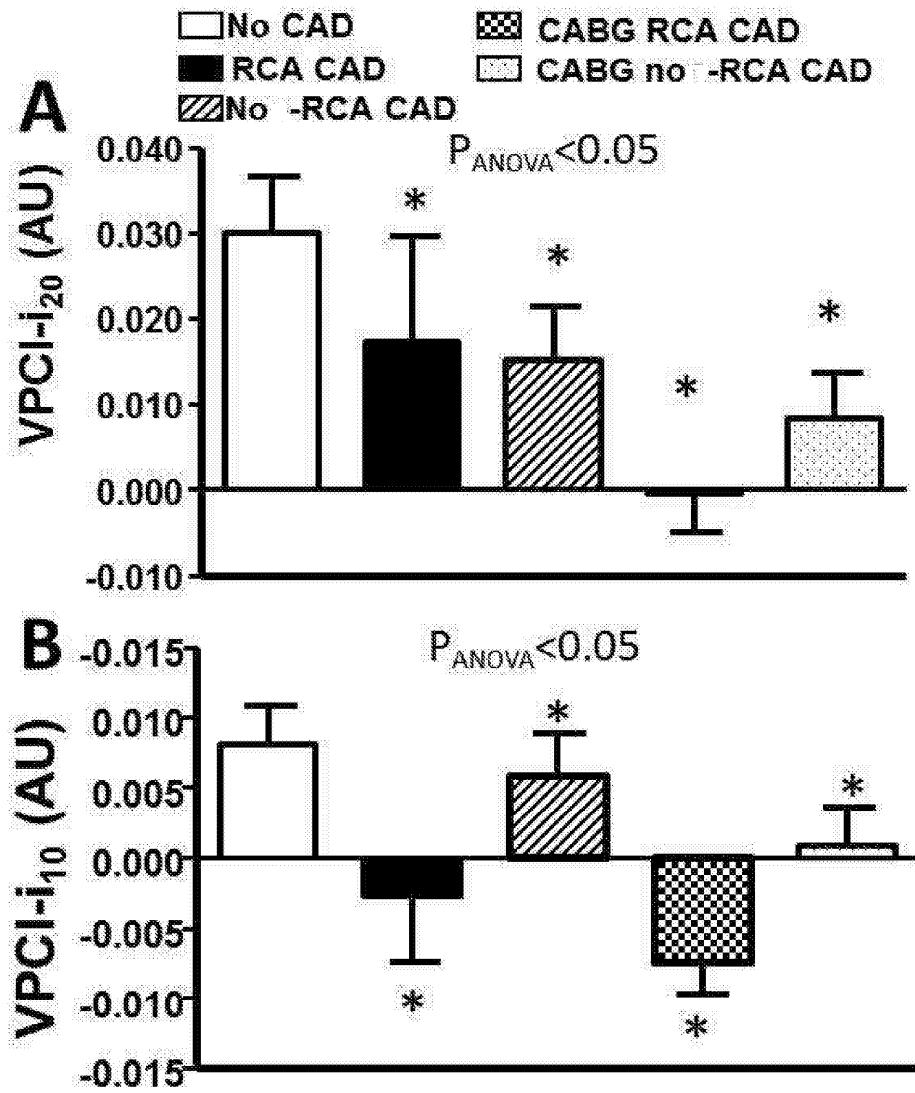 No CAD
CABG RCA CAD
RCA CAD
CABG no -RCA CAD
No -RCA CAD
A
P_ANOVA<0.05
VPCI-i₂₀ (AU)
0.040
0.030
*
*
*
0.020
*
0.010
0.000
-0.010
B
P_ANOVA<0.05
VPCI-i₁₀ (AU)
-0.015
0.010
*
0.005
*
0.000
-0.005
-0.010
*
*
-0.015